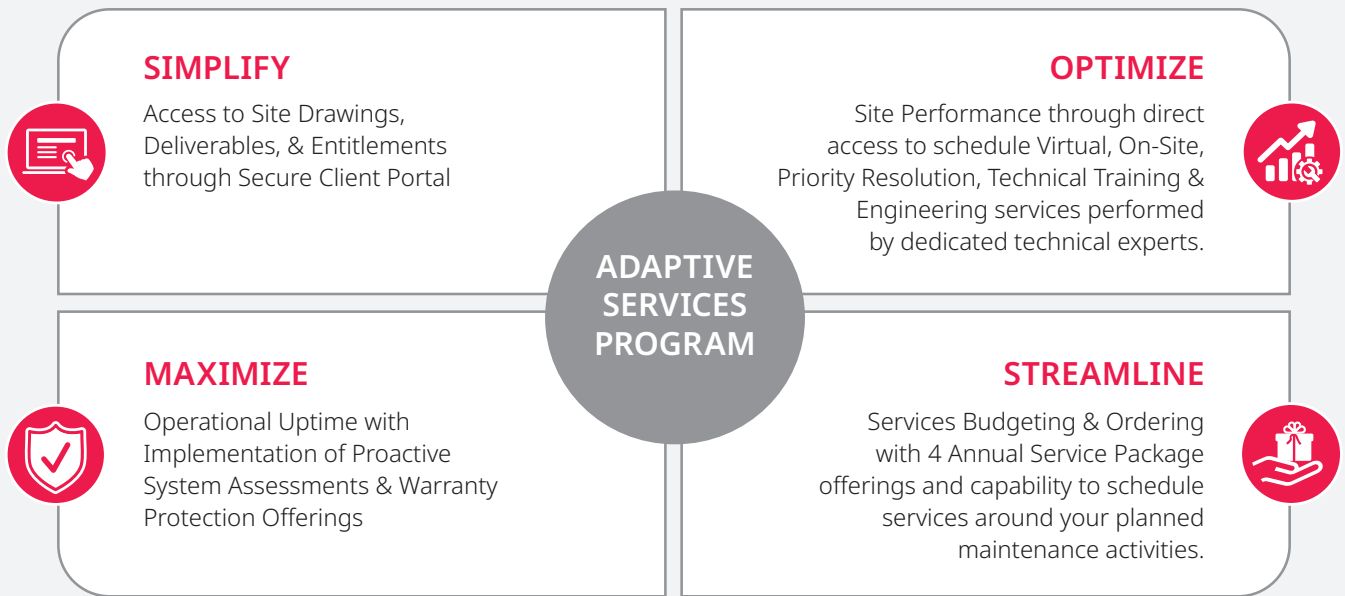 SIMPLIFY
Access to Site Drawings,
Deliverables, & Entitlements
through Secure Client Portal
OPTIMIZE
Site Performance through direct
access to schedule Virtual, On-Site,
Priority Resolution, Technical Training &
Engineering services performed
by dedicated technical experts.
ADAPTIVE
SERVICES
PROGRAM
MAXIMIZE
Operational Uptime with
Implementation of Proactive
System Assessments & Warranty
Protection Offerings
STREAMLINE
Services Budgeting & Ordering
with 4 Annual Service Package
offerings and capability to schedule
services around your planned
maintenance activities.